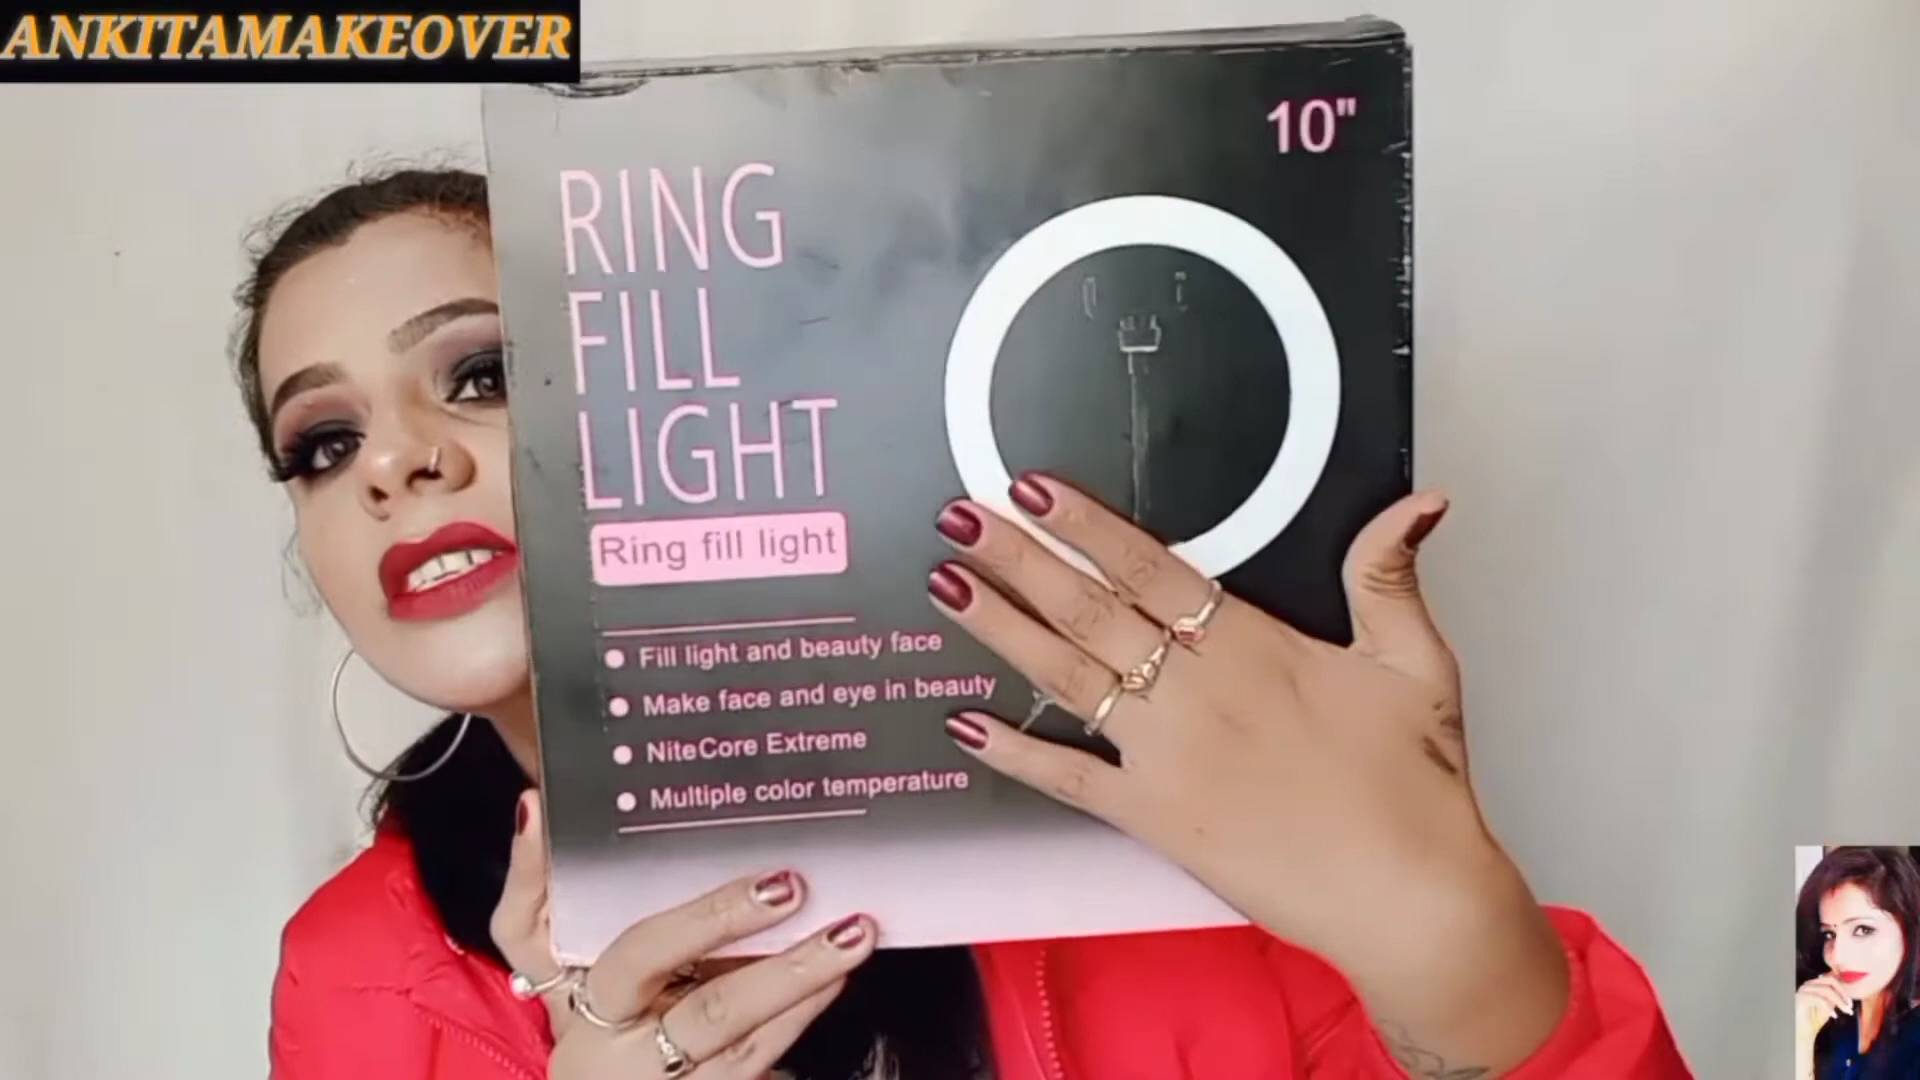 ANKITAMAKEOVER
10"
RING
FILL
LIGHT
Ring fill light
Fill light and beauty face
Make face and eye in beauty
NiteCore Extreme
Multiple color temperature